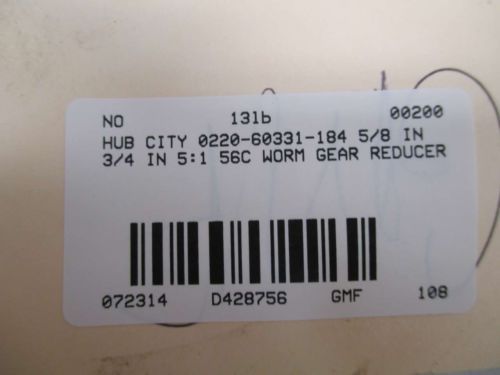 NO 13lb 00200
HUB CITY 0220-60331-184 5/8 IN
3/4 IN 5:1 56C WORM GEAR REDUCER
072314 D428756 GMF 108